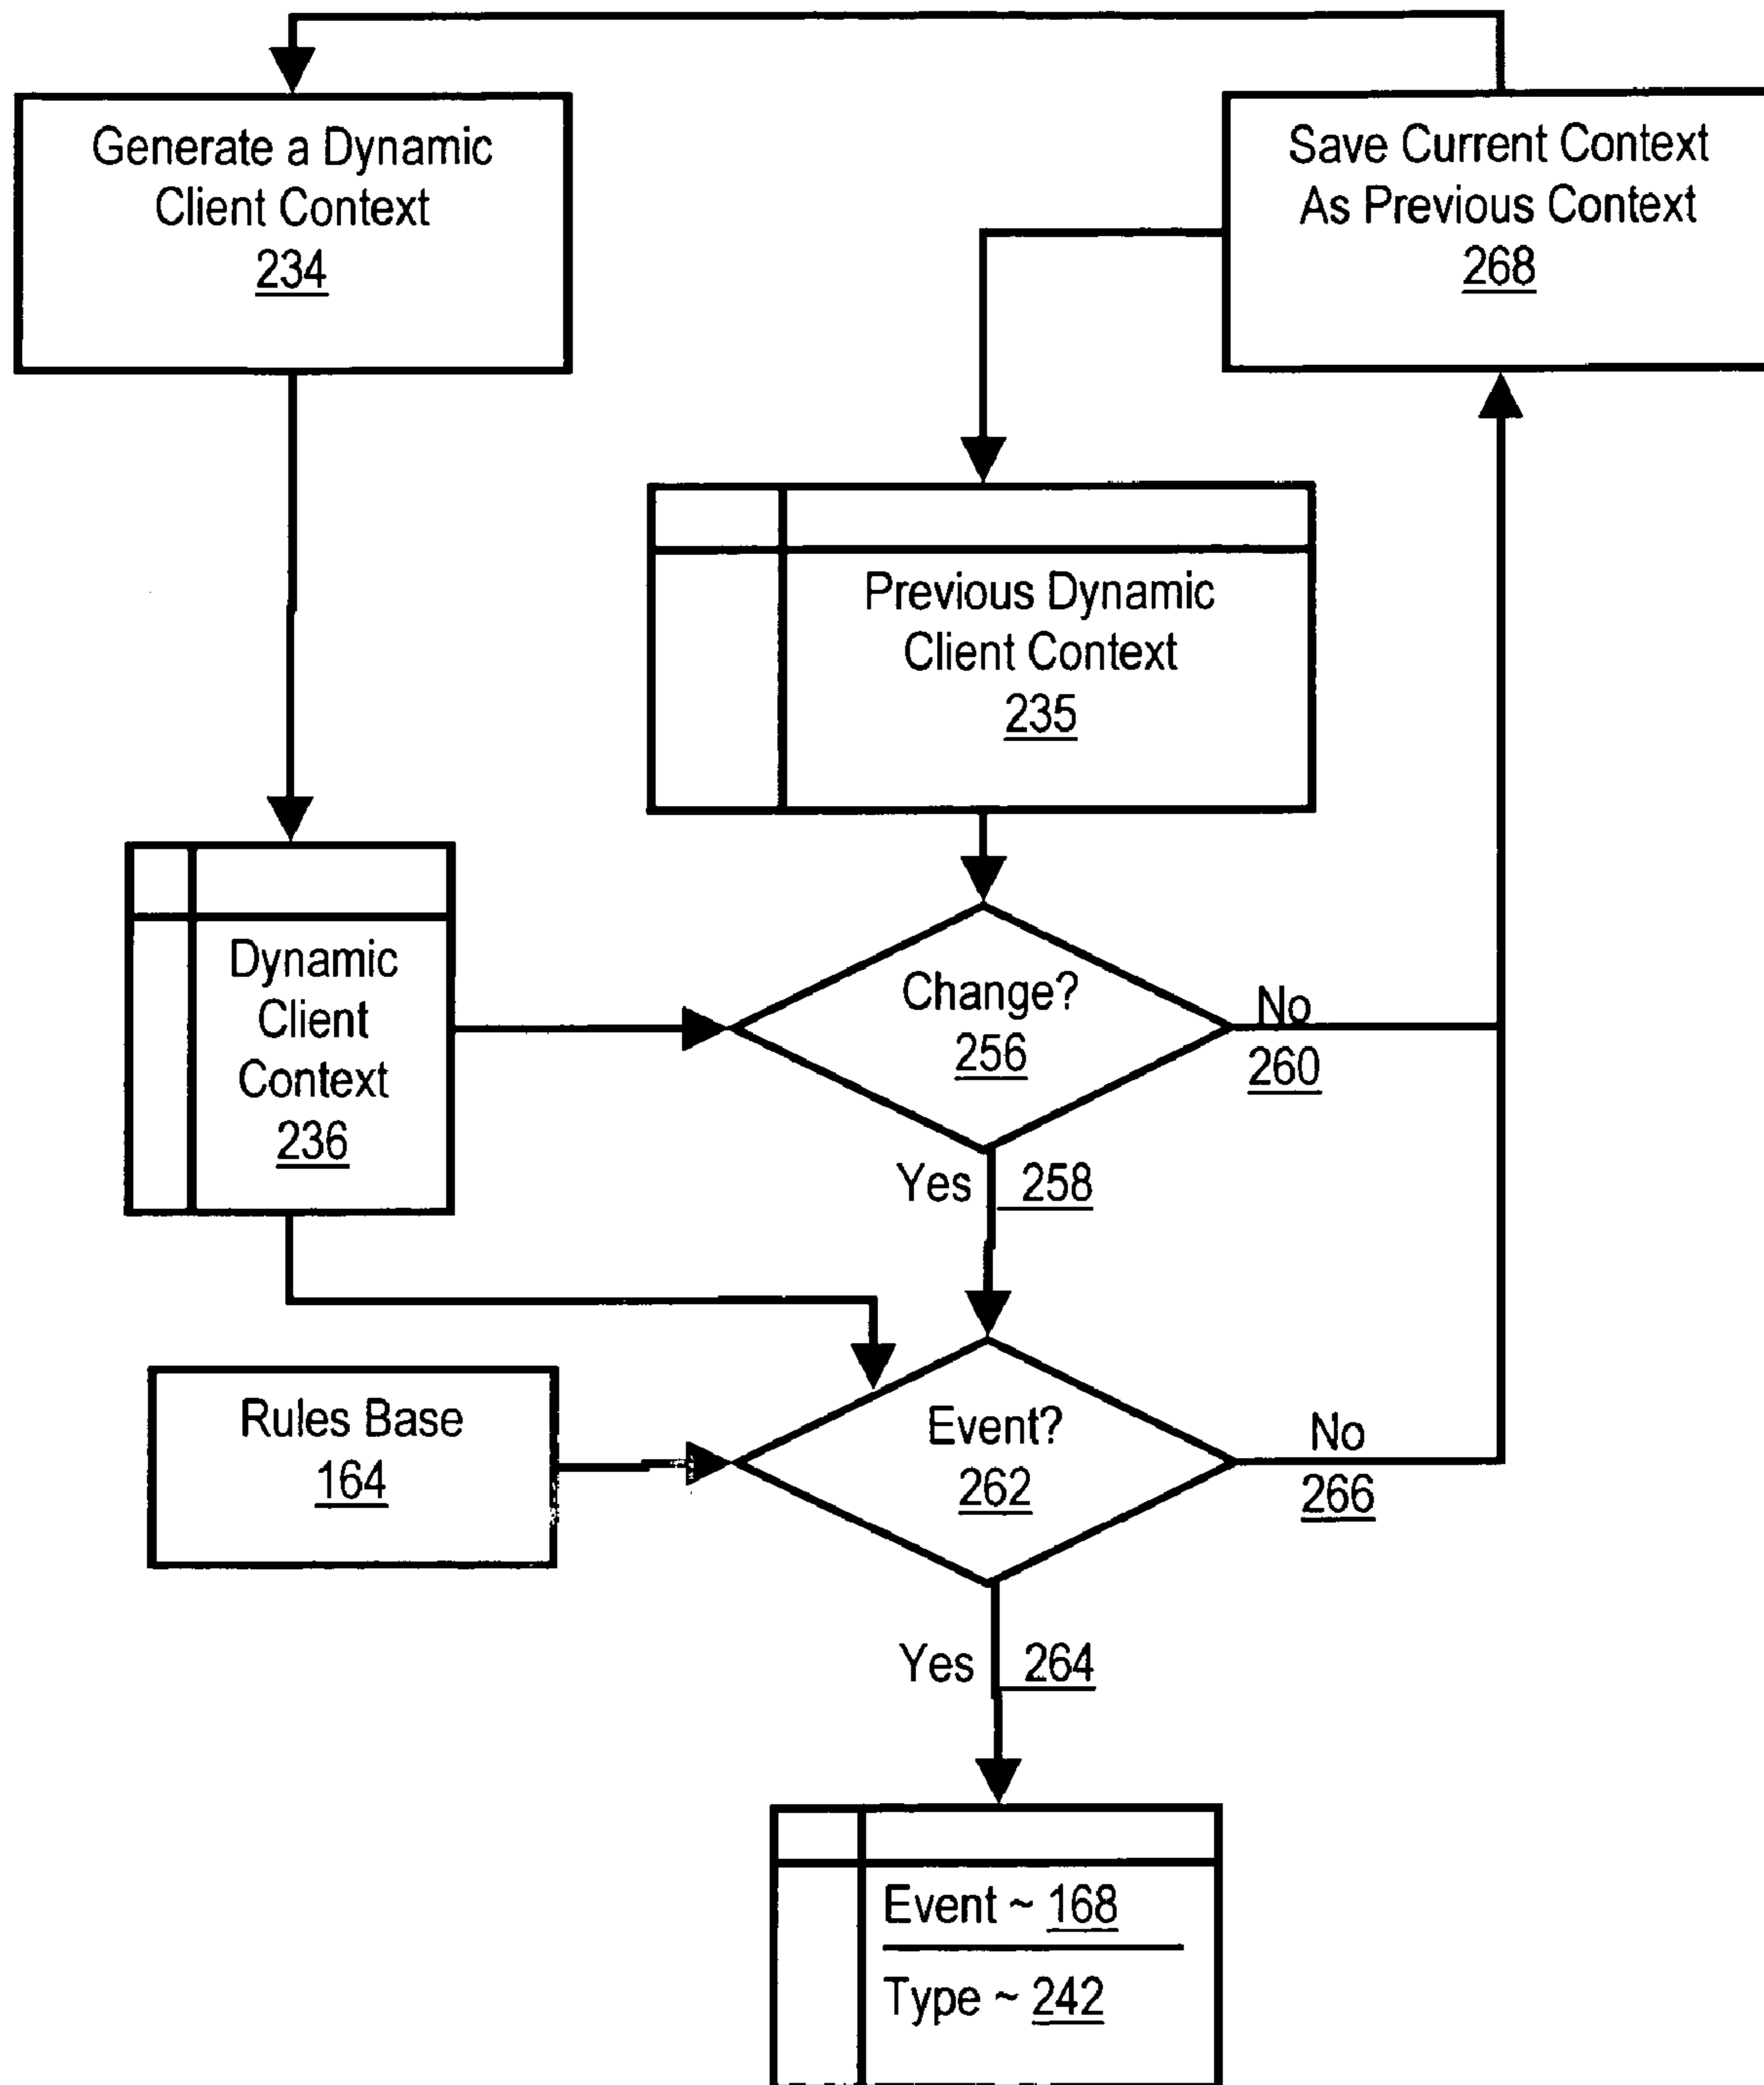 Generate a Dynamic
Client Context
234
Save Current Context
As Previous Context
268
Previous Dynamic
Client Context
235
Dynamic
Client
Context
236
Change?
256
No
260
Yes 258
Rules Base
164
Event?
262
No
266
Yes 264
Event ~ 168
Type ~ 242